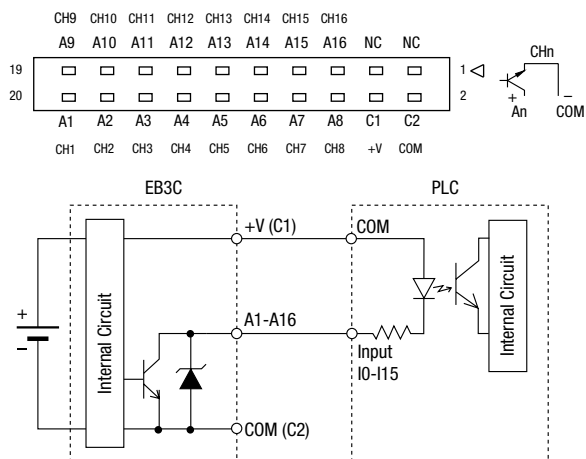 CH9 CH10 CH11 CH12 CH13 CH14 CH15 CH16
A9 A10 A11 A12 A13 A14 A15 A16 NC NC
19 1
20 2
A1 A2 A3 A4 A5 A6 A7 A8 C1 C2
CH1 CH2 CH3 CH4 CH5 CH6 CH7 CH8 +V COM
CHn
+ −
An COM
EB3C PLC
+V (C1) COM
+
−
Internal Circuit
A1-A16
Input
I0-I15
Internal Circuit
COM (C2)